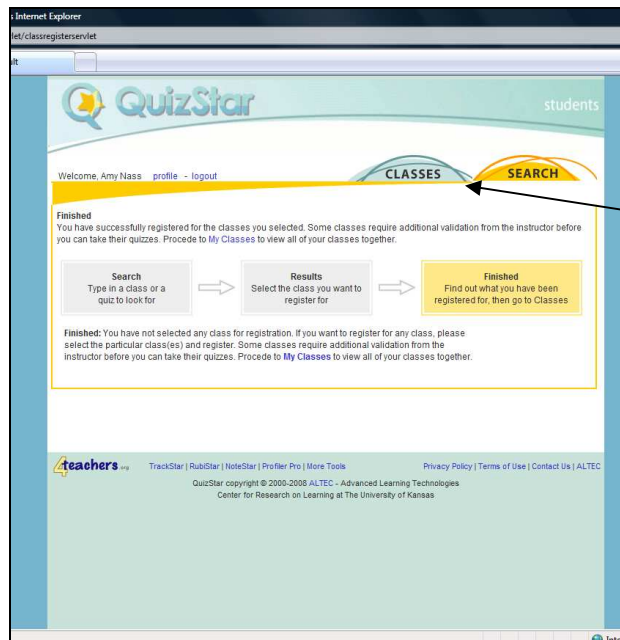 s Internet Explorer
let/classregisterservlet
ult
QuizStar
students
Welcome, Amy Nass profile - logout
CLASSES
SEARCH
Finished
You have successfully registered for the classes you selected. Some classes require additional validation from the instructor before
you can take their quizzes. Procede to My Classes to view all of your classes together.
Search
Type in a class or a
quiz to look for
Results
Select the class you want to
register for
Finished
Find out what you have been
registered for, then go to Classes
Finished: You have not selected any class for registration. If you want to register for any class, please
select the particular class(es) and register. Some classes require additional validation from the
instructor before you can take their quizzes. Procede to My Classes to view all of your classes together.
4teachers.org TrackStar | RubiStar | NoteStar | Profiler Pro | More Tools Privacy Policy | Terms of Use | Contact Us | ALTEC
QuizStar copyright © 2000-2008 ALTEC - Advanced Learning Technologies
Center for Research on Learning at The University of Kansas
Inte